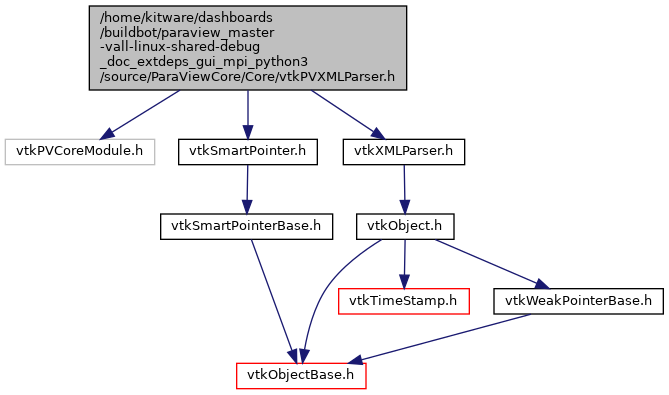 /home/kitware/dashboards
/buildbot/paraview_master
-vall-linux-shared-debug
_doc_extdeps_gui_mpi_python3
/source/ParaViewCore/Core/vtkPVXMLParser.h
vtkPVCoreModule.h
vtkSmartPointer.h
vtkXMLParser.h
vtkSmartPointerBase.h
vtkObject.h
vtkTimeStamp.h
vtkWeakPointerBase.h
vtkObjectBase.h